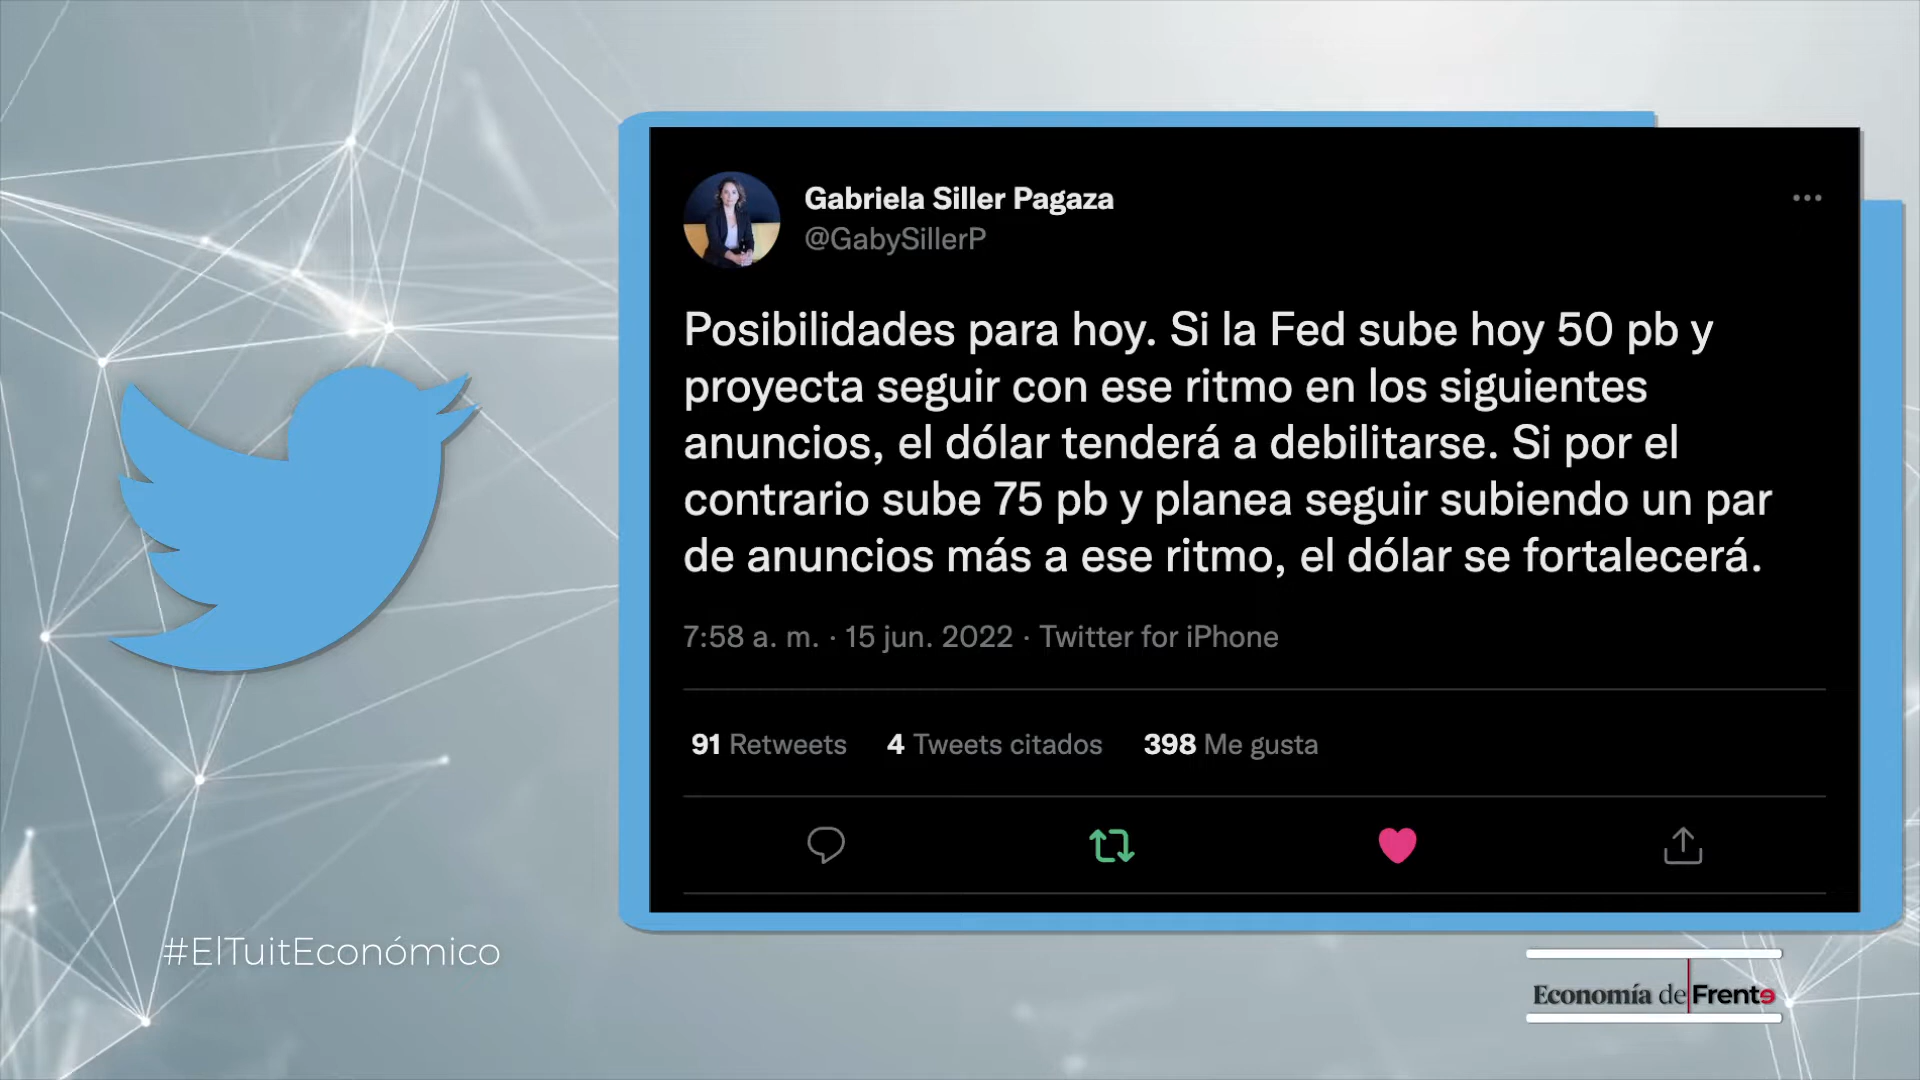 Gabriela Siller Pagaza
@GabySillerP
Posibilidades para hoy. Si la Fed sube hoy 50 pb y
proyecta seguir con ese ritmo en los siguientes
anuncios, el dólar tenderá a debilitarse. Si por el
contrario sube 75 pb y planea seguir subiendo un par
de anuncios más a ese ritmo, el dólar se fortalecerá.
7:58 a. m. · 15 jun. 2022 · Twitter for iPhone
91 Retweets 4 Tweets citados 398 Me gusta
#ElTuitEconómico
Economía de Frente